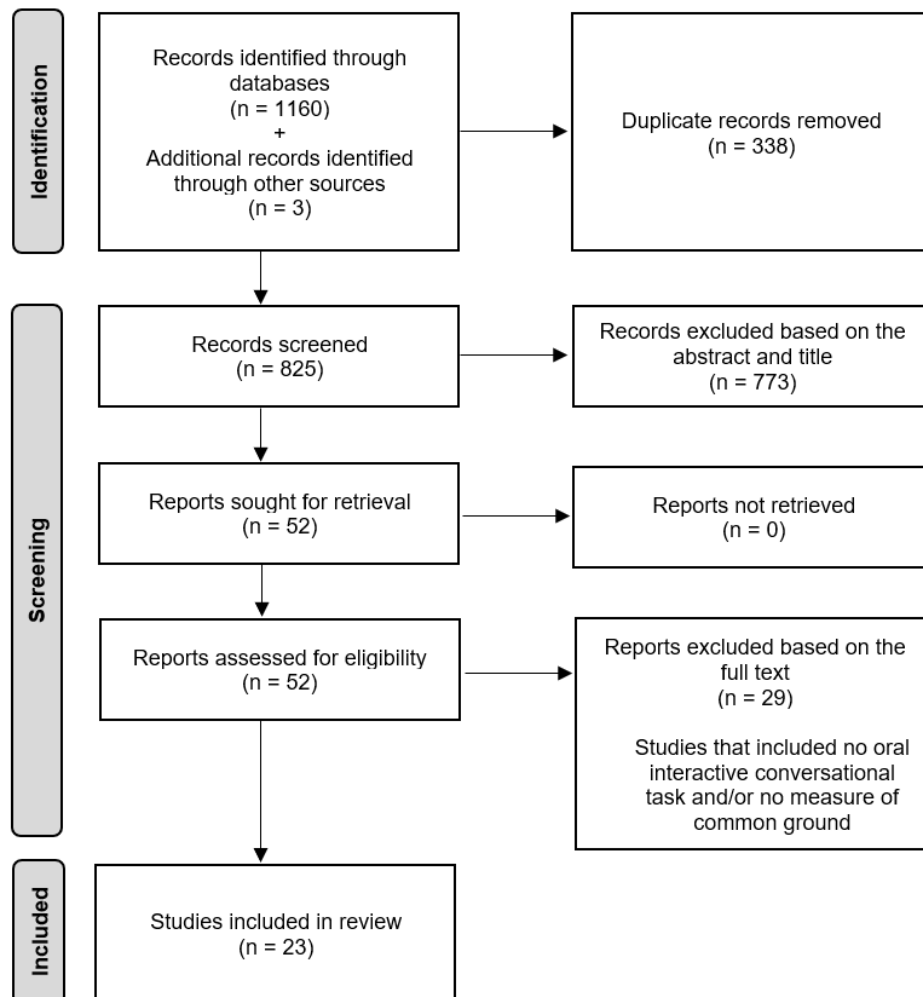 Identification
Records identified through
databases
(n = 1160)
+
Additional records identified
through other sources
(n = 3)
Duplicate records removed
(n = 338)
Screening
Records screened
(n = 825)
Records excluded based on the
abstract and title
(n = 773)
Reports sought for retrieval
(n = 52)
Reports not retrieved
(n = 0)
Reports assessed for eligibility
(n = 52)
Reports excluded based on the
full text
(n = 29)
Studies that included no oral
interactive conversational
task and/or no measure of
common ground
Included
Studies included in review
(n = 23)